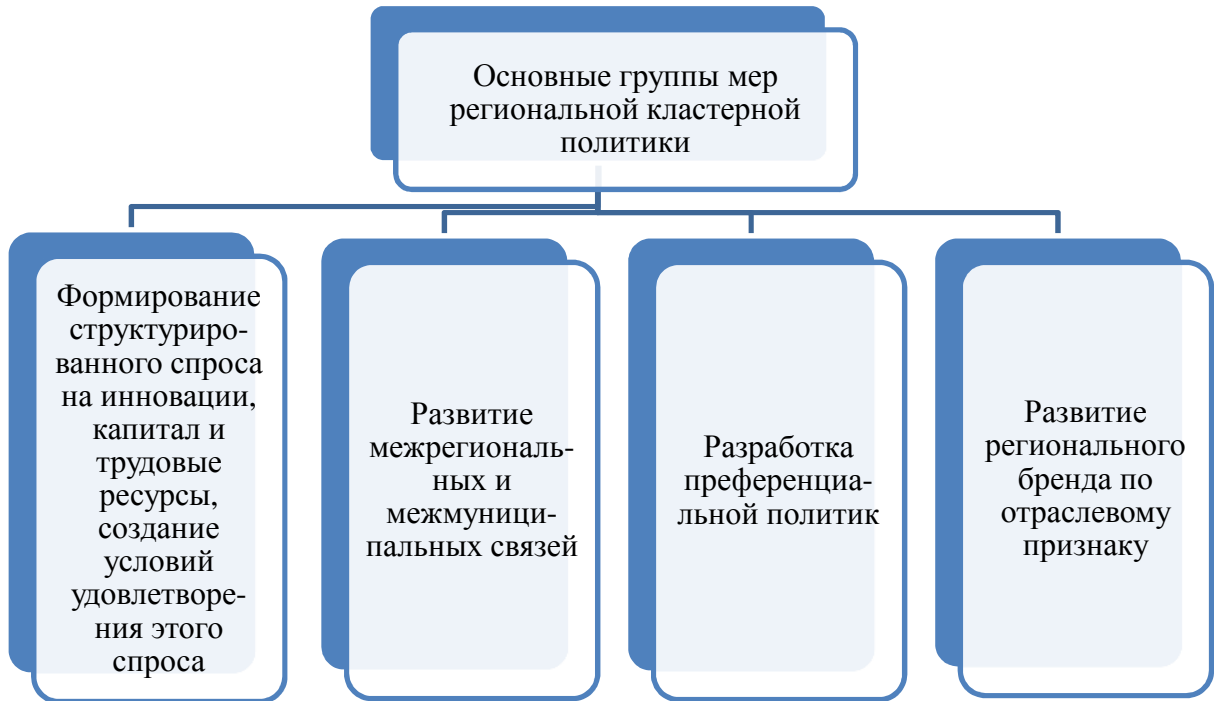 Основные группы мер
региональной кластерной
политики
Формирование
структуриро-
ванного спроса
на инновации,
капитал и
трудовые
ресурсы,
создание
условий
удовлетворе-
ния этого
спроса
Развитие
межрегиональ-
ных и
межмуници-
пальных связей
Разработка
преференциа-
льной политик
Развитие
регионального
бренда по
отраслевому
признаку